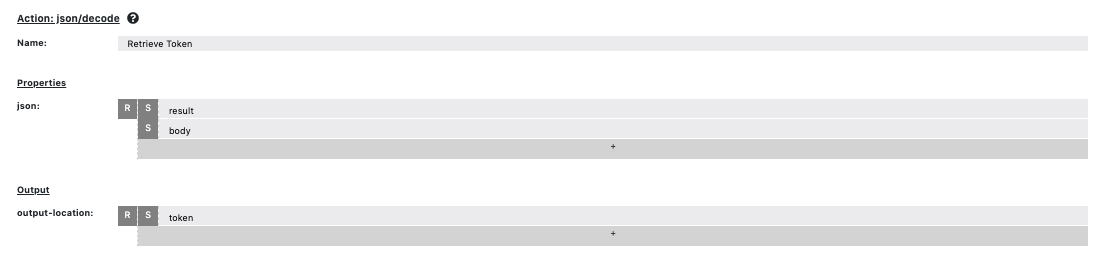 Action: json/decode ?
Name: Retrieve Token
Properties
json: R S result
S body
+
Output
output-location: R S token
+